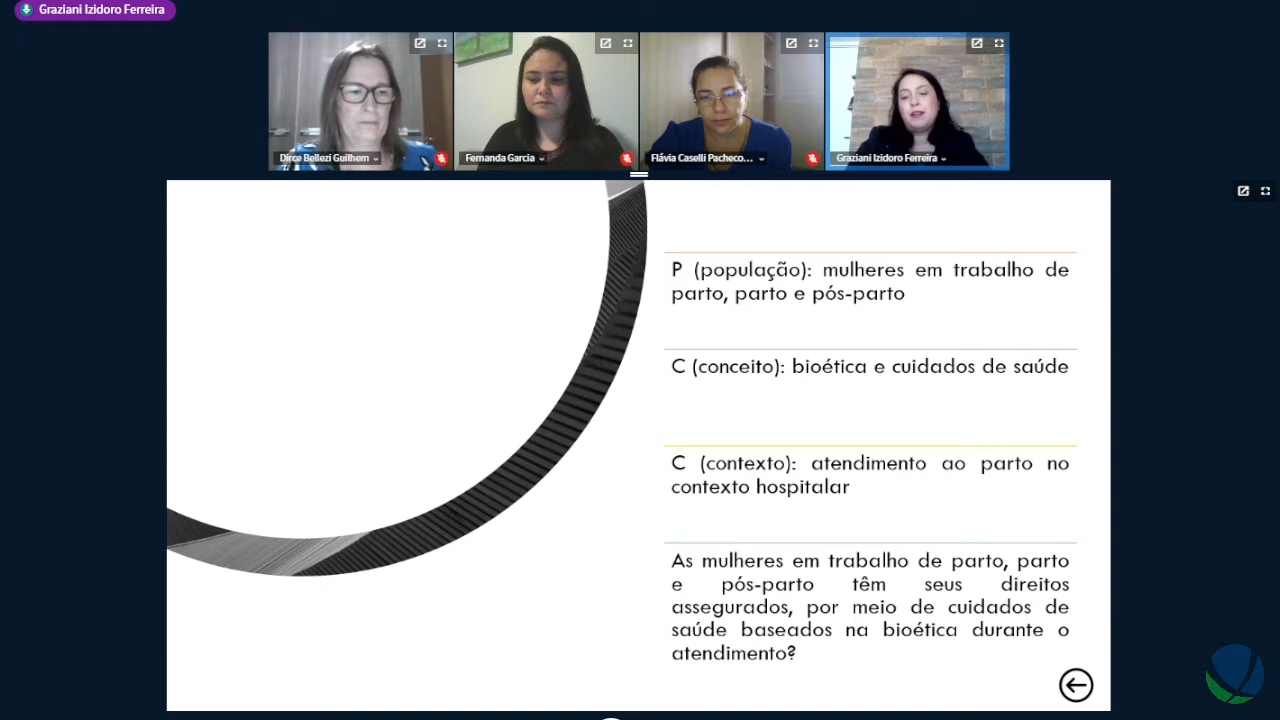 Graziani Izidoro Ferreira
Dirce Bellezi Guilhem
Fernanda Garcia
Flávia Caselli Pacheco...
Graziani Izidoro Ferreira
P (população): mulheres em trabalho de
parto, parto e pós-parto
C (conceito): bioética e cuidados de saúde
C (contexto): atendimento ao parto no
contexto hospitalar
As mulheres em trabalho de parto, parto
e pós-parto têm seus direitos
assegurados, por meio de cuidados de
saúde baseados na bioética durante o
atendimento?